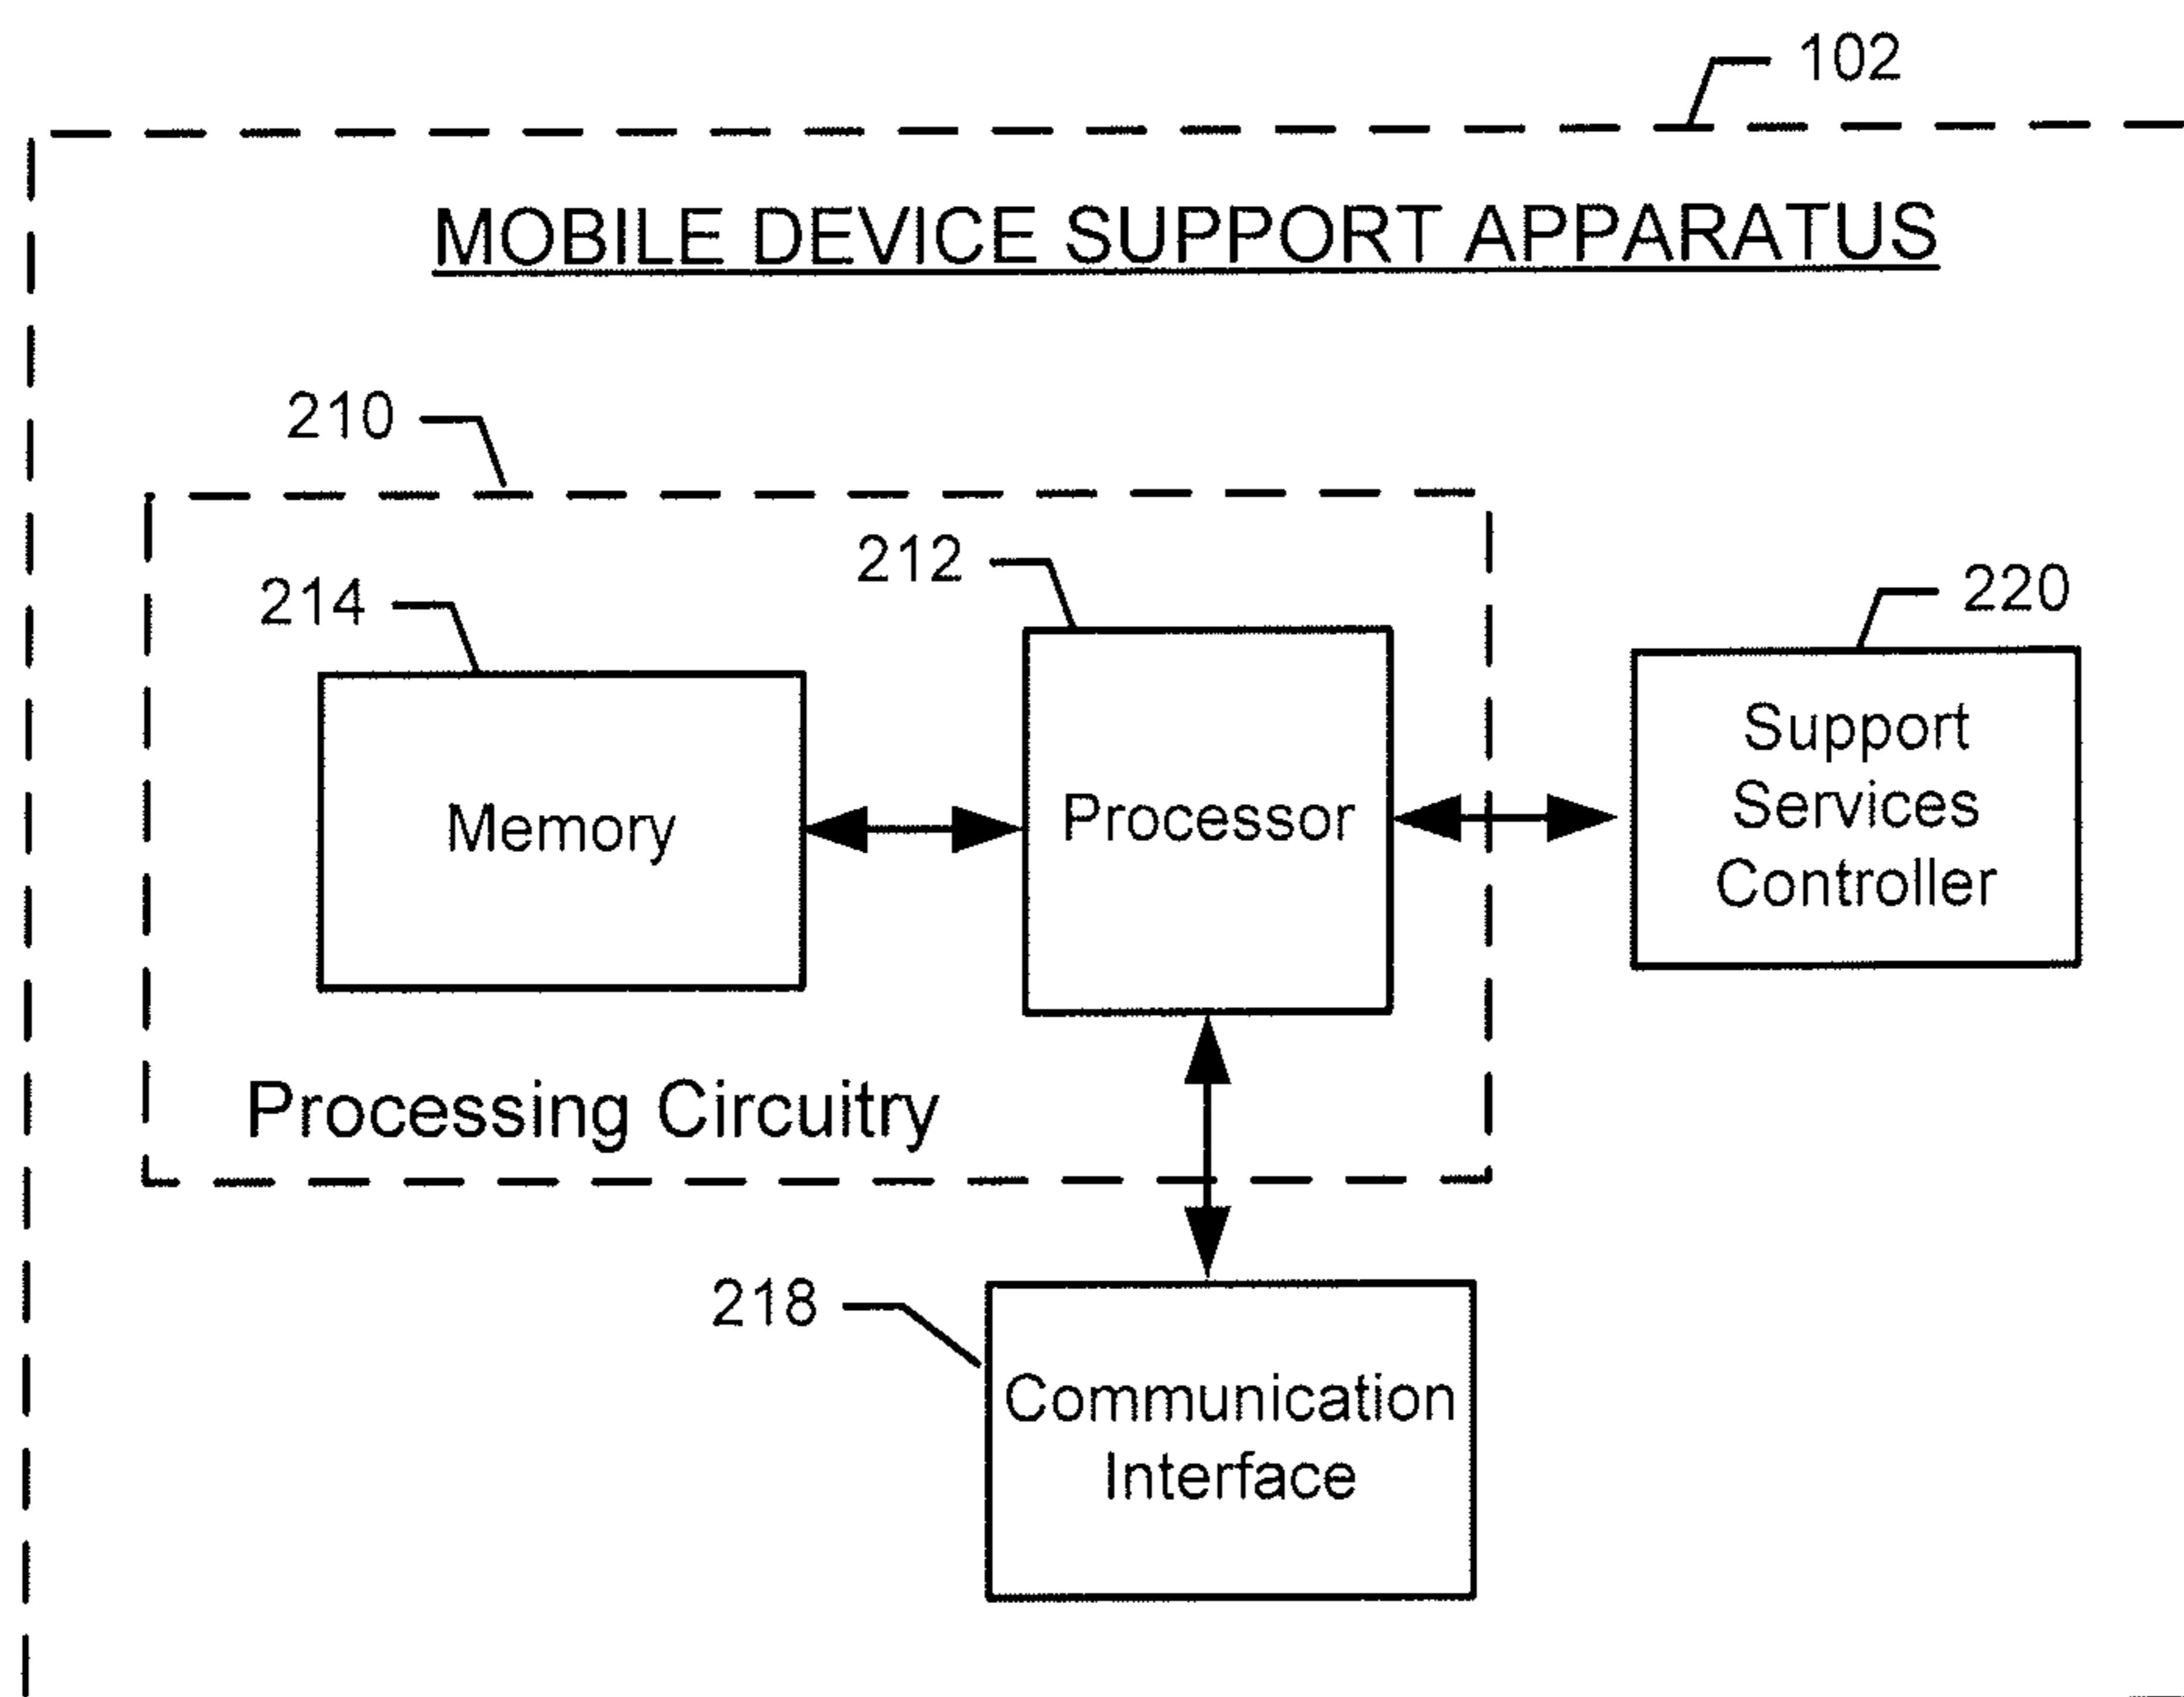 102
MOBILE DEVICE SUPPORT APPARATUS
210
212
214
220
Memory
Processor
Support
Services
Controller
Processing Circuitry
218
Communication
Interface